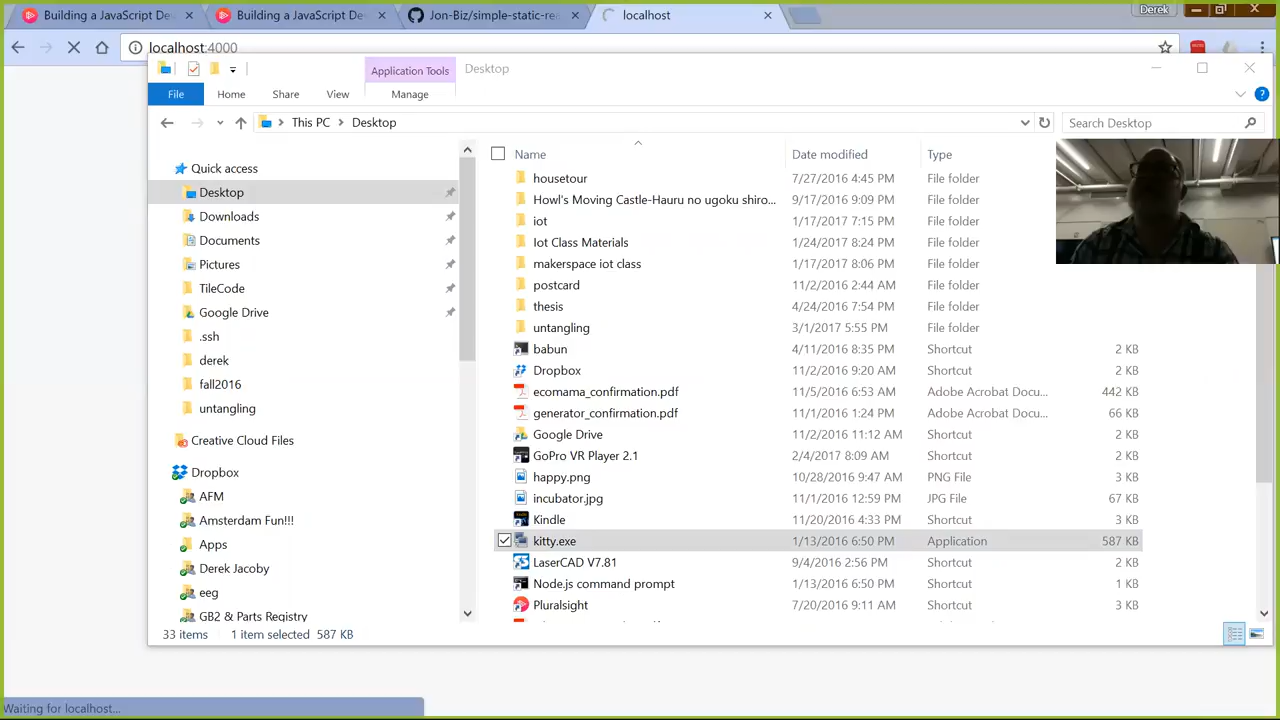 Building a JavaScript De
Building a JavaScript De
Jon-Biz/simple-static-re
localhost
Derek
localhost:4000
Application Tools
Desktop
File
Home
Share
View
Manage
This PC
Desktop
Search Desktop
Name
Date modified
Type
Quick access
Desktop
Downloads
Documents
Pictures
TileCode
Google Drive
.ssh
derek
fall2016
untangling
Creative Cloud Files
Dropbox
AFM
Amsterdam Fun!!!
Apps
Derek Jacoby
eeg
GB2 & Parts Registry
housetour 7/27/2016 4:45 PM File folder
Howl's Moving Castle-Hauru no ugoku shiro... 9/17/2016 9:09 PM File folder
iot 1/17/2017 7:15 PM File folder
Iot Class Materials 1/24/2017 8:24 PM File folder
makerspace iot class 1/17/2017 8:06 PM File folder
postcard 11/2/2016 2:44 AM File folder
thesis 4/24/2016 7:54 PM File folder
untangling 3/1/2017 5:55 PM File folder
babun 4/11/2016 8:35 PM Shortcut 2 KB
Dropbox 11/2/2016 9:20 AM Shortcut 2 KB
ecomama_confirmation.pdf 11/5/2016 6:53 AM Adobe Acrobat Docu... 442 KB
generator_confirmation.pdf 11/1/2016 1:24 PM Adobe Acrobat Docu... 66 KB
Google Drive 11/2/2016 11:12 AM Shortcut 2 KB
GoPro VR Player 2.1 2/4/2017 8:09 AM Shortcut 2 KB
happy.png 10/28/2016 9:47 AM PNG File 3 KB
incubator.jpg 11/1/2016 12:59 PM JPG File 67 KB
Kindle 11/20/2016 4:33 PM Shortcut 3 KB
kitty.exe 1/13/2016 6:50 PM Application 587 KB
LaserCAD V7.81 9/4/2016 2:56 PM Shortcut 2 KB
Node.js command prompt 1/13/2016 6:50 PM Shortcut 1 KB
Pluralsight 7/20/2016 9:11 AM Shortcut 3 KB
33 items 1 item selected 587 KB
Waiting for localhost...